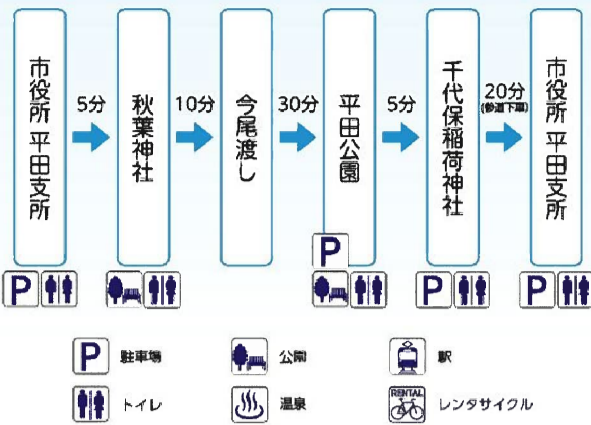 市役所 平田支所
5分
秋葉神社
10分
今尾渡し
30分
平田公園
5分
千代保稲荷神社
20分
(参道下車)
市役所 平田支所
P
P
P
P
P 駐車場
公園
駅
トイレ
温泉
RENTAL
レンタサイクル